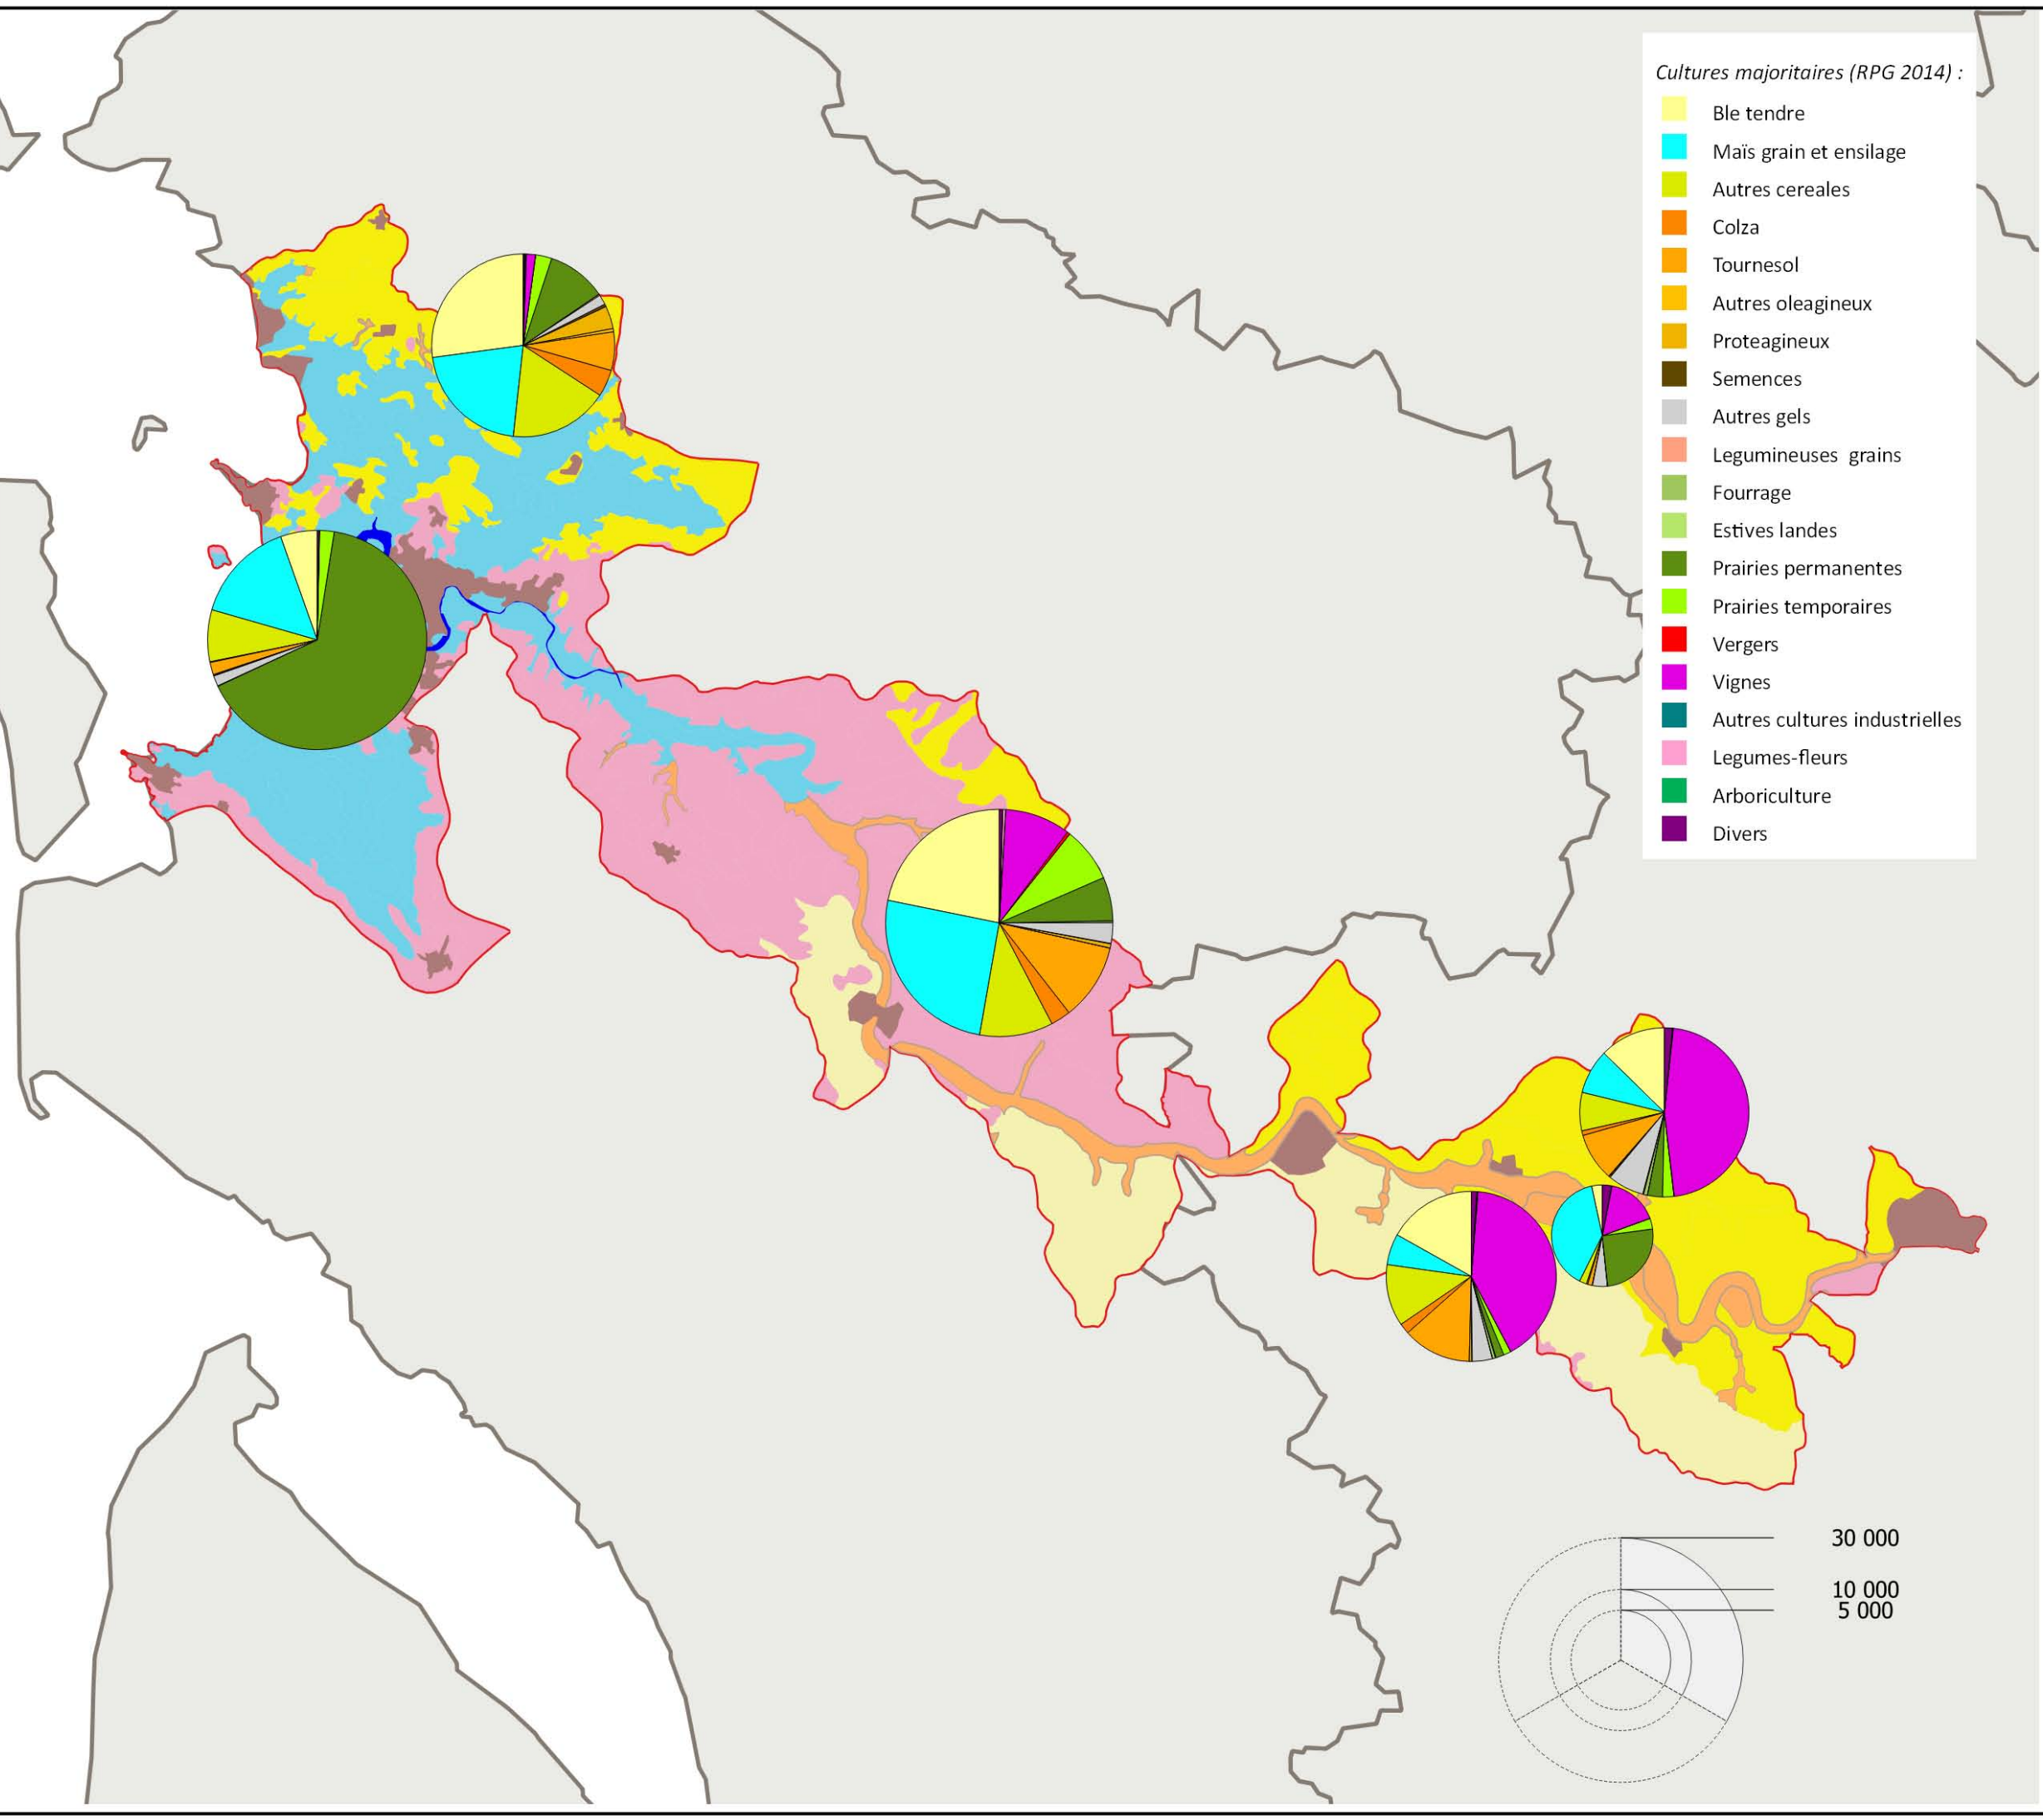 Cultures majoritaires (RPG 2014) :
Ble tendre
Maïs grain et ensilage
Autres cereales
Colza
Tournesol
Autres oleagineux
Proteagineux
Semences
Autres gels
Legumineuses  grains
Fourrage
Estives landes
Prairies permanentes
Prairies temporaires
Vergers
Vignes
Autres cultures industrielles
Legumes-fleurs
Arboriculture
Divers
30 000
10 000
5 000